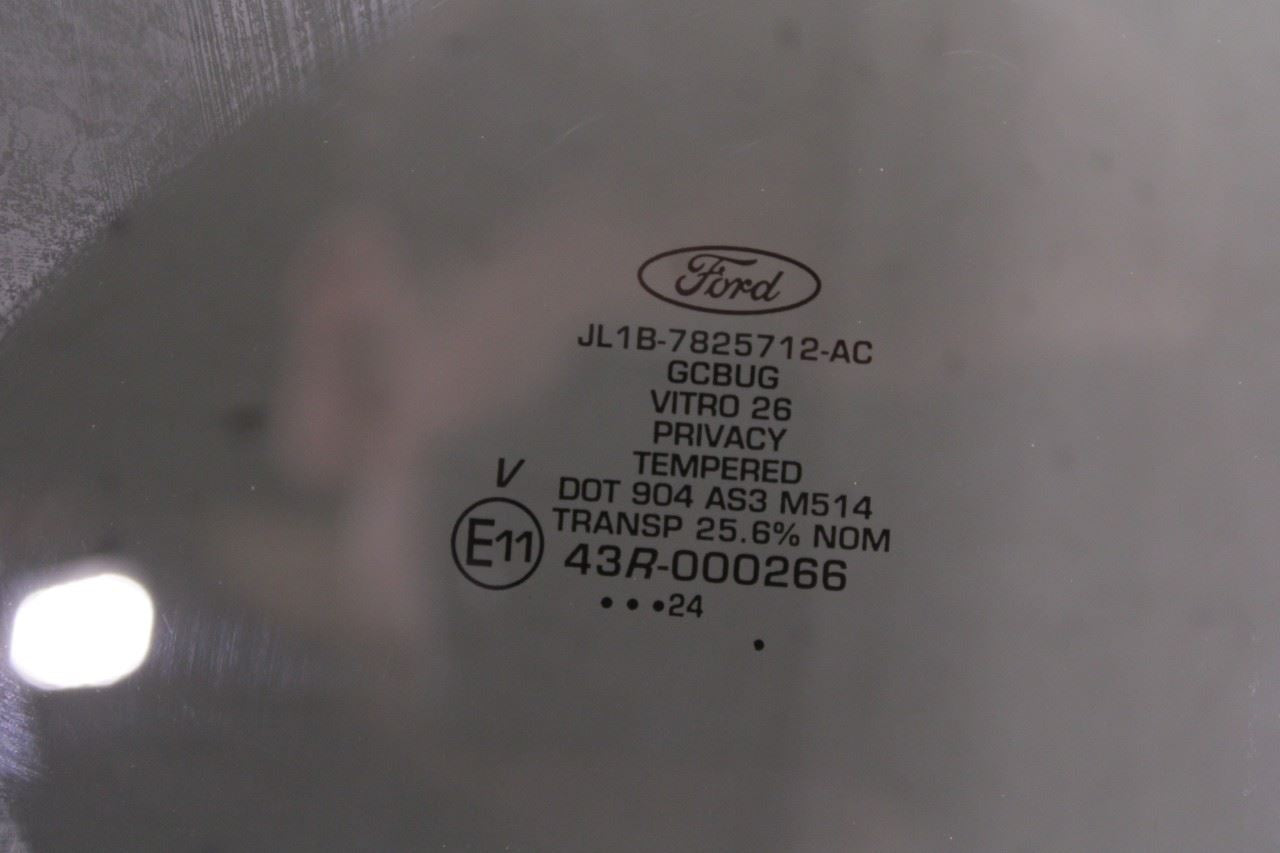 Ford
JL1B-7825712-AC
GCBUG
VITRO 26
PRIVACY
TEMPERED
V
DOT 904 AS3 M514
TRANSP 25.6% NOM
E11
43R-000266
•••24